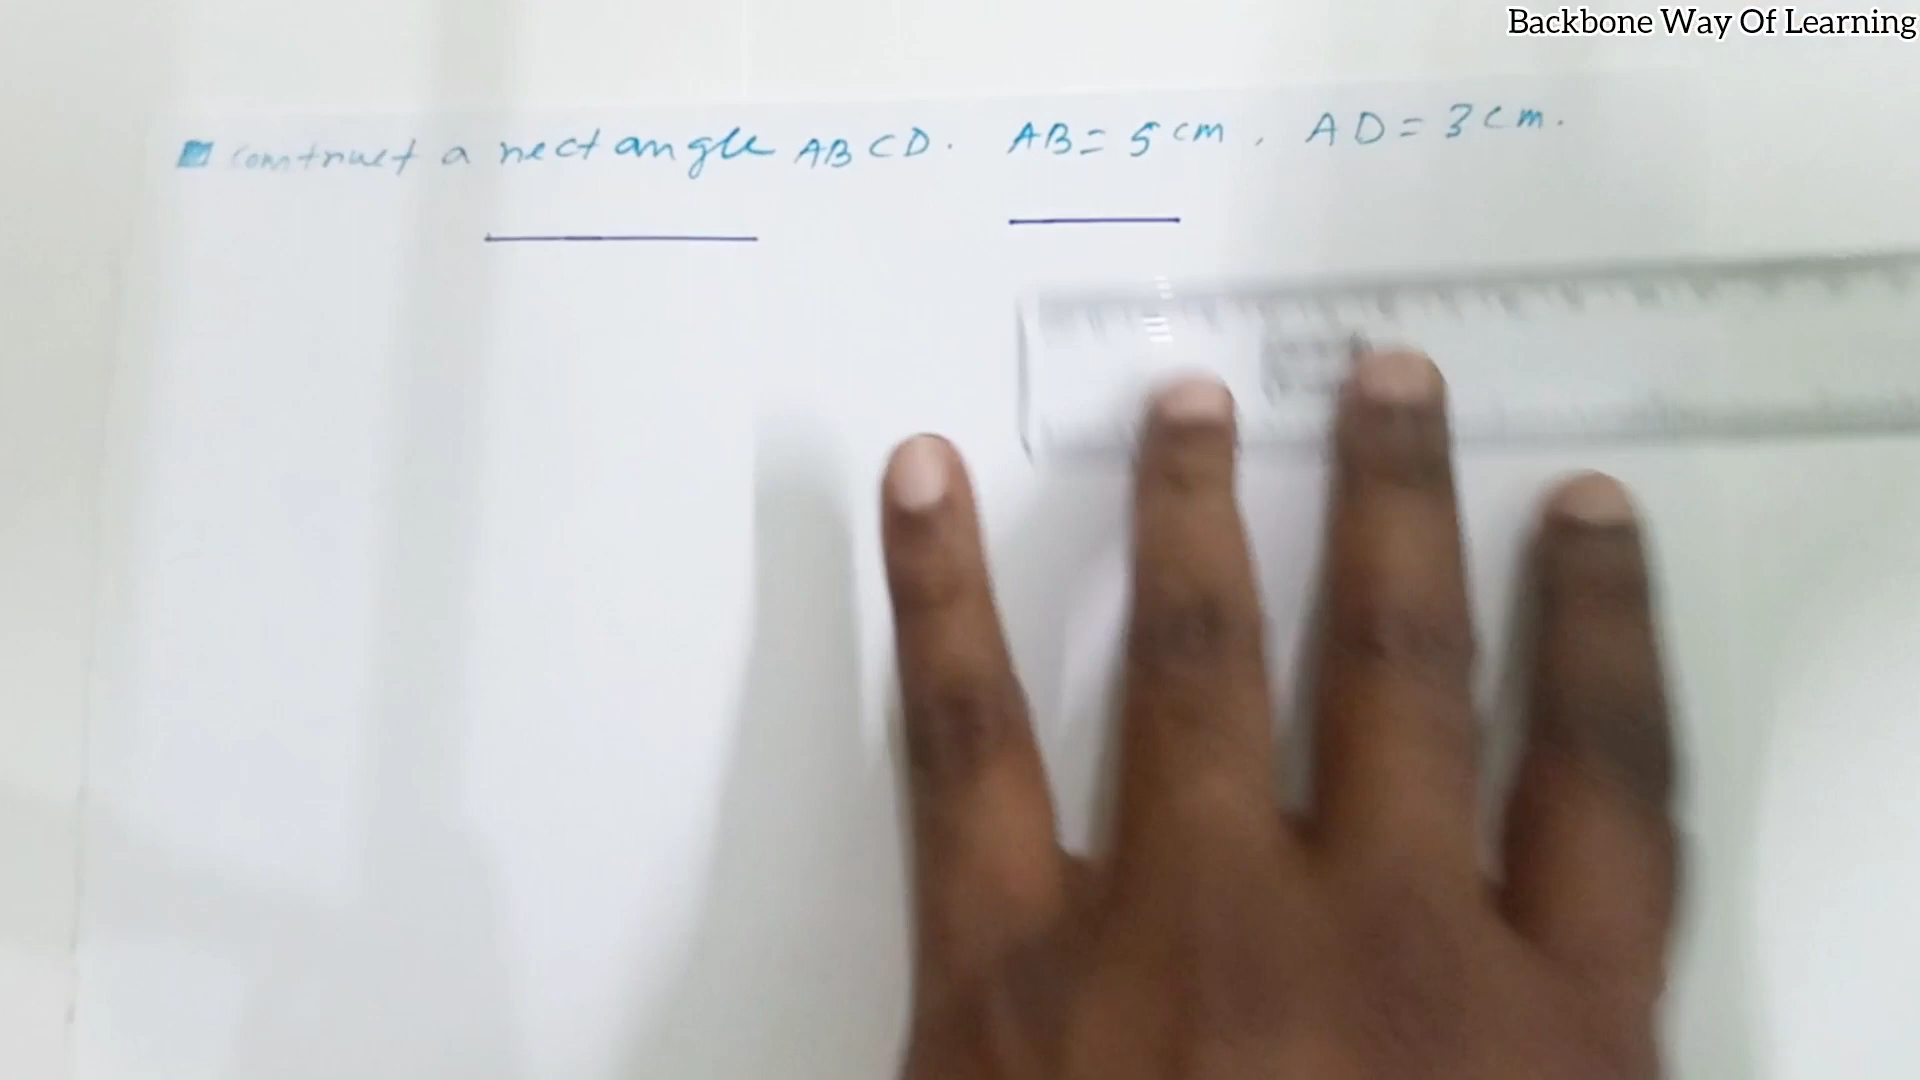 Backbone Way Of Learning
Construct a rectangle ABCD. AB = 5 cm, AD = 3 cm.